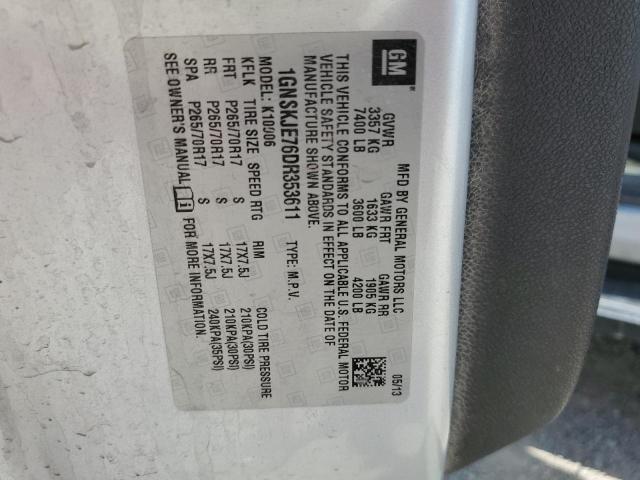 GM
MFD BY GENERAL MOTORS LLC 05/13
GVWR GAWR FRT GAWR RR
3357 KG 1633 KG 1905 KG
7400 LB 3600 LB 4200 LB
THIS VEHICLE CONFORMS TO ALL APPLICABLE U.S. FEDERAL MOTOR
VEHICLE SAFETY STANDARDS IN EFFECT ON THE DATE OF
MANUFACTURE SHOWN ABOVE.
1GNSKJE76DR353611 TYPE: M.P.V.
MODEL: K10906
KFLK TIRE SIZE SPEED RTG RIM COLD TIRE PRESSURE
FRT P265/70R17 S 17X7.5J 210KPA(30PSI)
RR P265/70R17 S 17X7.5J 210KPA(30PSI)
SPA P265/70R17 S 17X7.5J 240KPA(35PSI)
SEE OWNER'S MANUAL FOR MORE INFORMATION.